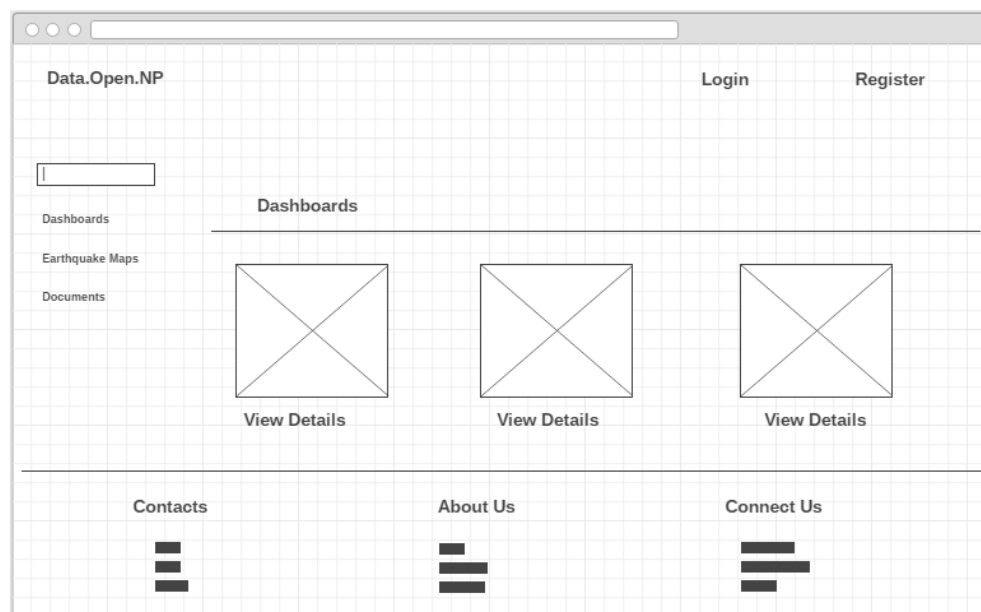 Data.Open.NP
Login
Register
Dashboards
Earthquake Maps
Documents
Dashboards
View Details
View Details
View Details
Contacts
About Us
Connect Us